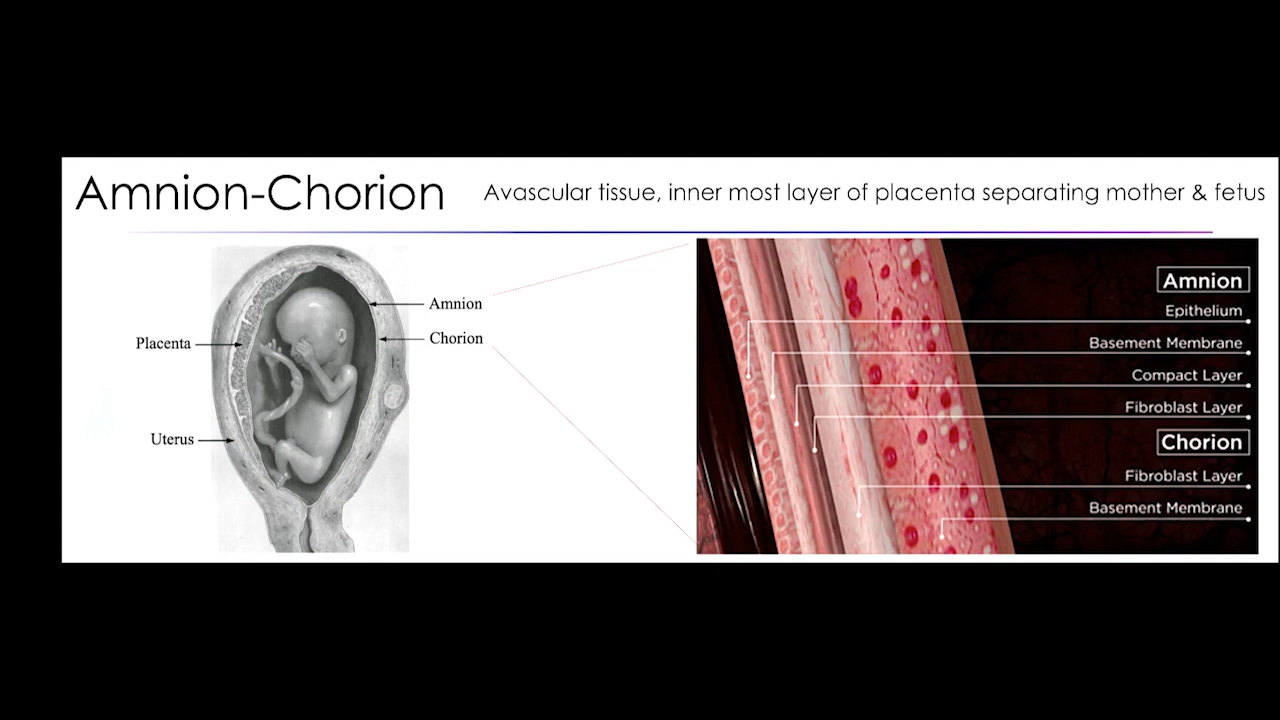 Amnion-Chorion
Avascular tissue, inner most layer of placenta separating mother & fetus
Amnion
Chorion
Placenta
Uterus
Amnion
Epithelium
Basement Membrane
Compact Layer
Fibroblast Layer
Chorion
Fibroblast Layer
Basement Membrane